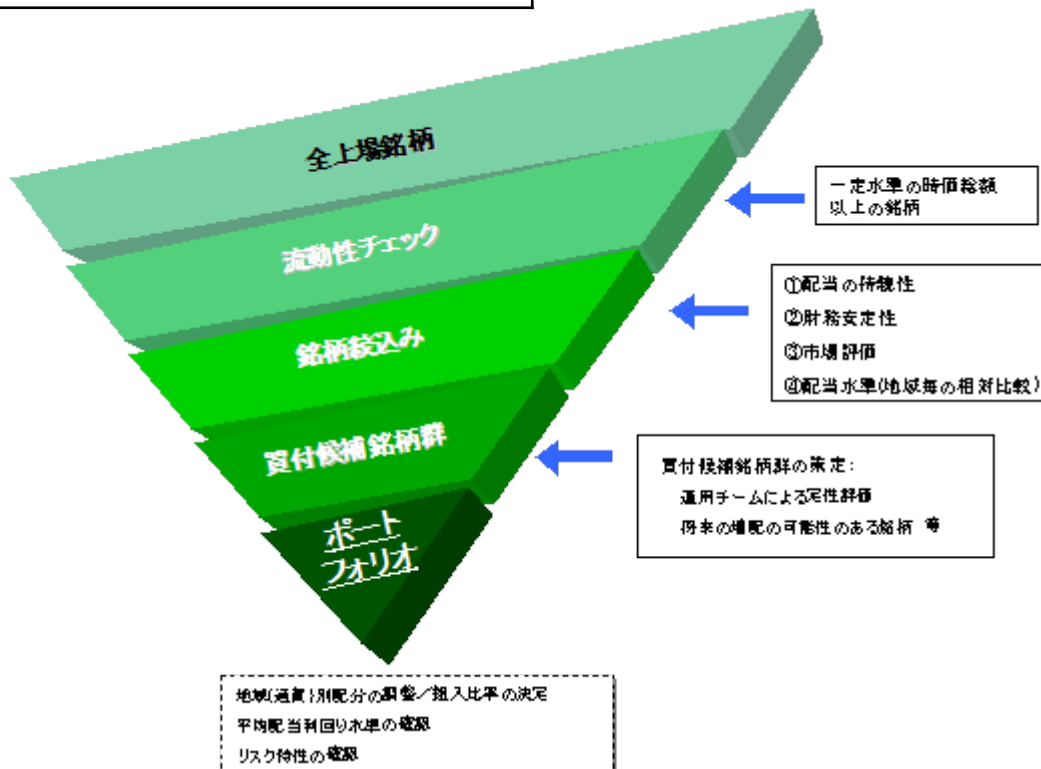 全上場銘柄
流動性チェック
銘柄絞込み
買付候補銘柄群
ポート
フォリオ
一定水準の時価総額
以上の銘柄
①配当の持続性
②財務安定性
③市場評価
④配当水準(地域毎の相対比較)
買付候補銘柄群の策定:
運用チームによる定性評価
将来の増配の可能性のある銘柄 等
地域(通貨)別配分の調整/組入比率の決定
平均配当利回り水準の確認
リスク特性の確認